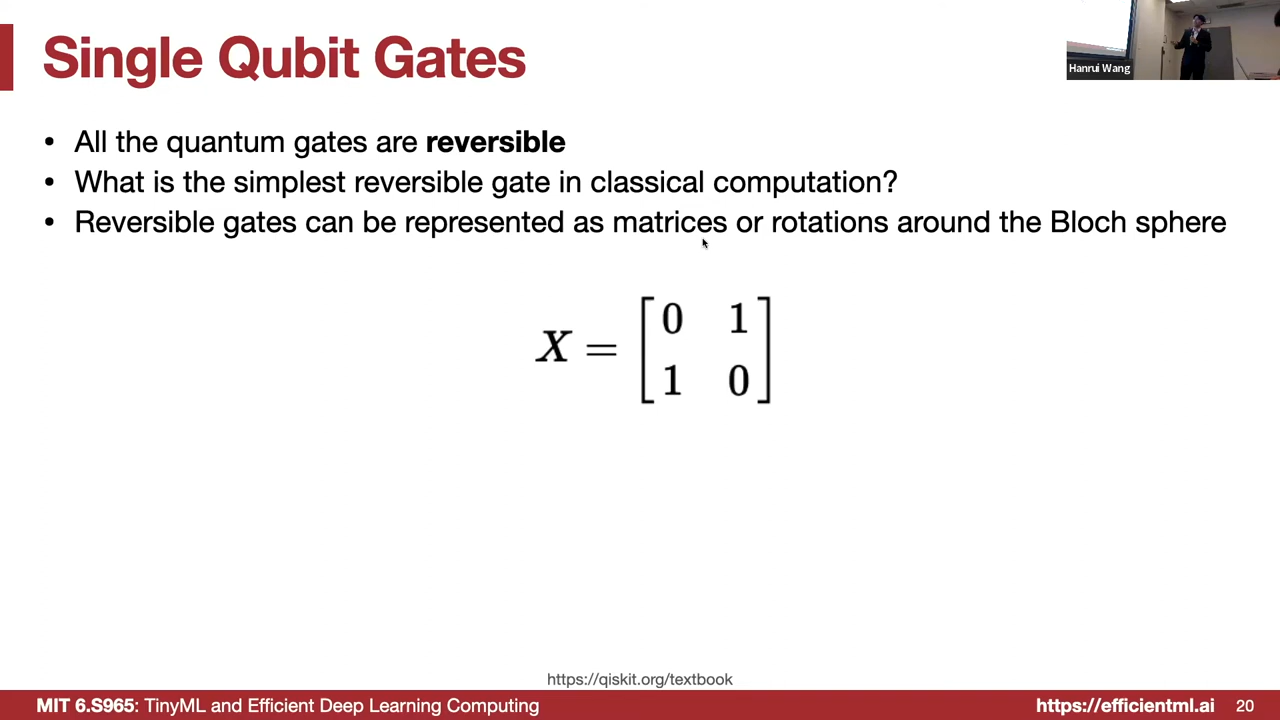 Single Qubit Gates
Hanrui Wang
• All the quantum gates are reversible
• What is the simplest reversible gate in classical computation?
• Reversible gates can be represented as matrices or rotations around the Bloch sphere
X = [0 1
1 0]
https://qiskit.org/textbook
MIT 6.S965: TinyML and Efficient Deep Learning Computing https://efficientml.ai 20